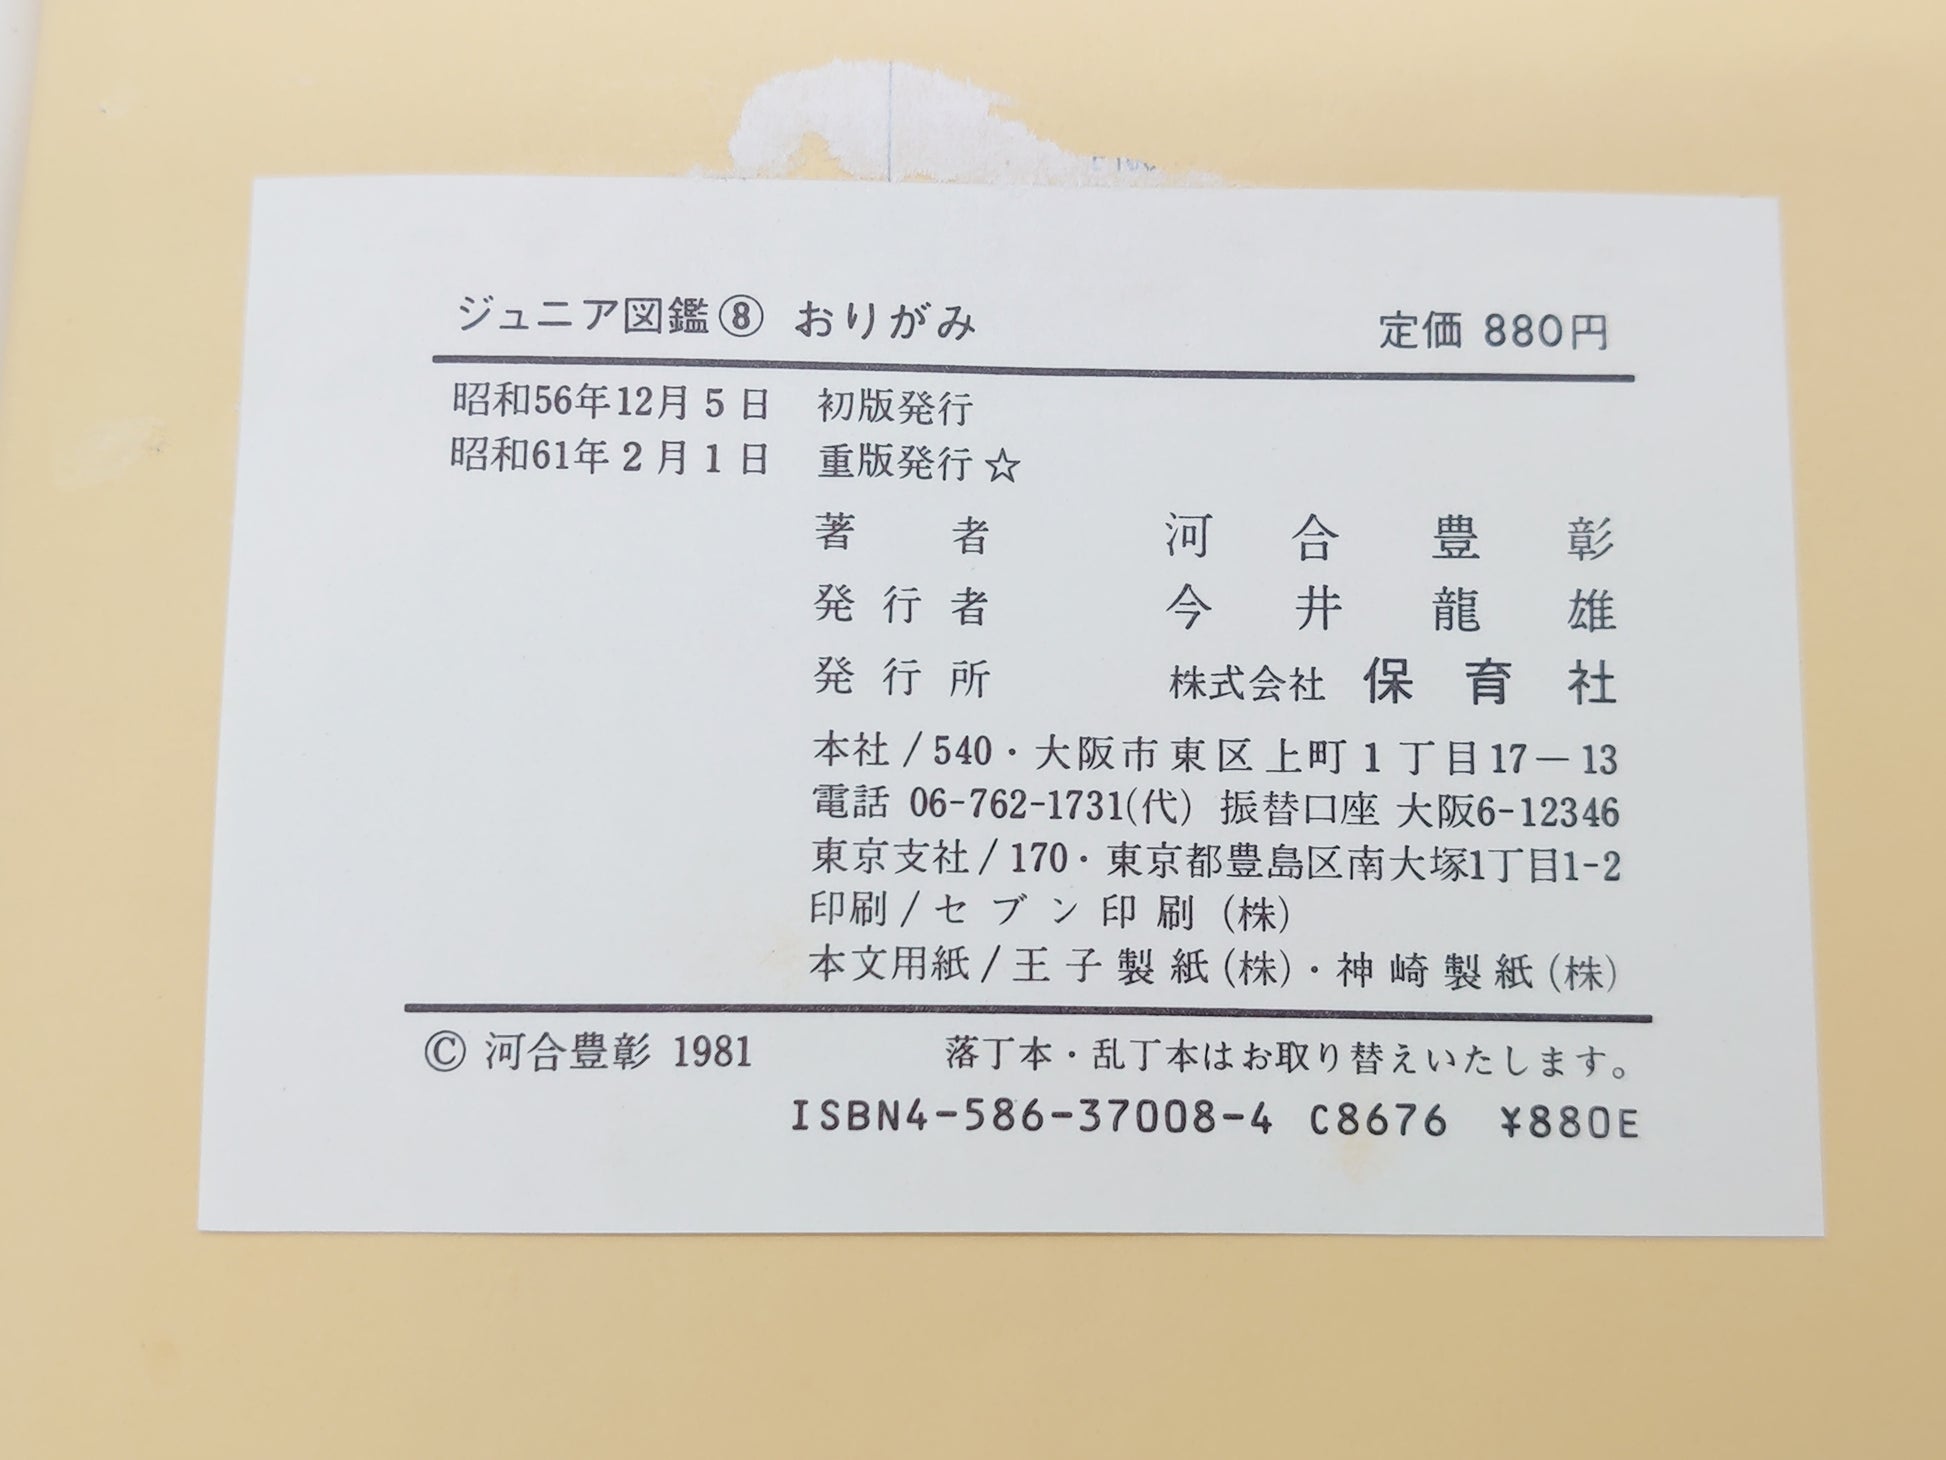 ジュニア図鑑⑧ おりがみ 定価 880円
昭和56年12月5日 初版発行
昭和61年2月1日 重版発行☆
著者 河合豊彰
発行者 今井龍雄
発行所 株式会社 保育社
本社/540・大阪市東区上町1丁目17-13
電話 06-762-1731(代) 振替口座 大阪6-12346
東京支社/170・東京都豊島区南大塚1丁目1-2
印刷/セブン印刷(株)
本文用紙/王子製紙(株)・神崎製紙(株)
© 河合豊彰 1981 落丁本・乱丁本はお取り替えいたします。
ISBN4-586-37008-4 C8676 ¥880E